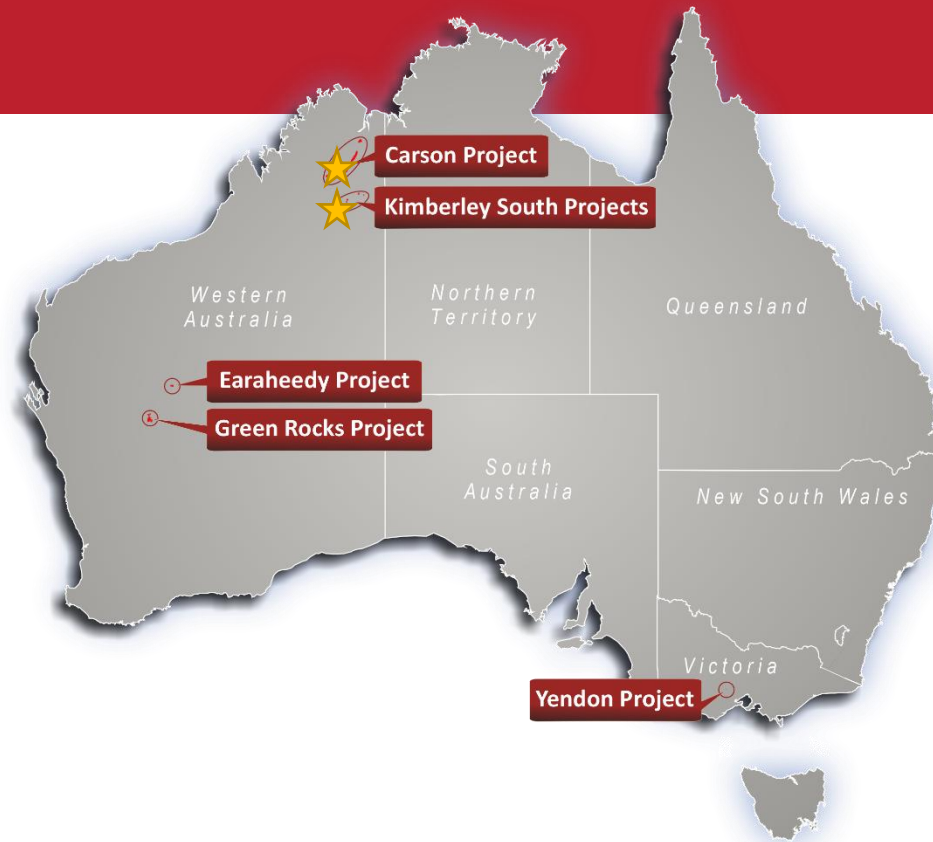 Carson Project
Kimberley South Projects
Western
Australia
Northern
Territory
Queensland
Earaheedy Project
Green Rocks Project
South
Australia
New South Wales
Victoria
Yendon Project